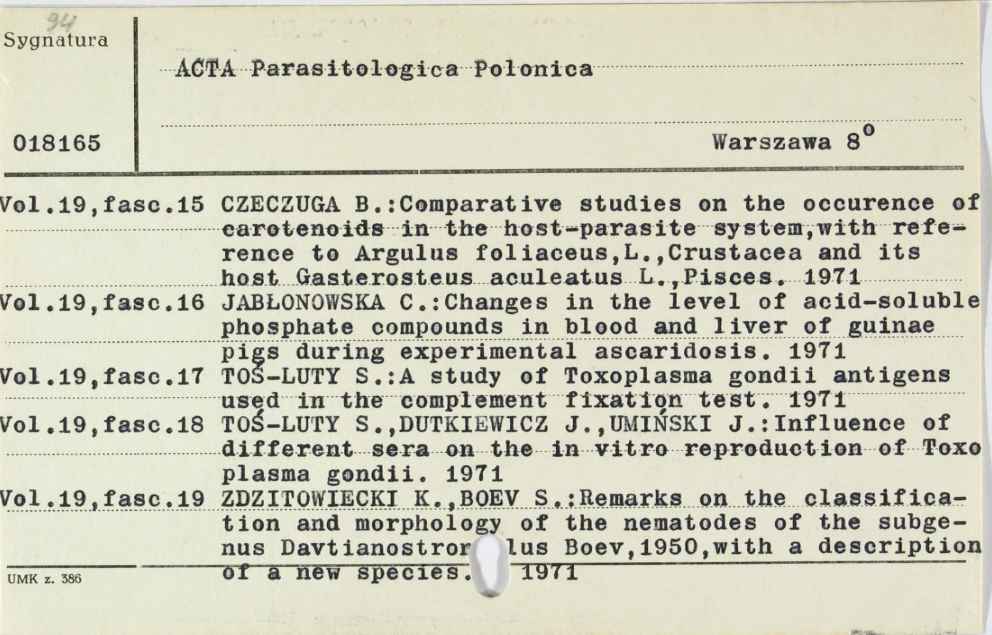 94
Sygnatura
ACTA Parasitologica Polonica
018165
Warszawa 8º
Vol.19,fasc.15 CZECZUGA B.:Comparative studies on the occurence of
carotenoids in the host-parasite system,with refe-
rence to Argulus foliaceus,L.,Crustacea and its
host Gasterosteus aculeatus L.,Pisces. 1971
Vol.19,fasc.16 JABŁONOWSKA C.:Changes in the level of acid-soluble
phosphate compounds in blood and liver of guinae
pigs during experimental ascaridosis. 1971
Vol.19,fasc.17 TOŚ-LUTY S.:A study of Toxoplasma gondii antigens
used in the complement fixation test. 1971
Vol.19,fasc.18 TOŚ-LUTY S.,DUTKIEWICZ J.,UMIŃSKI J.:Influence of
different sera on the in vitro reproduction of Toxo
plasma gondii. 1971
Vol.19,fasc.19 ZDZITOWIECKI K.,BOEV S.:Remarks on the classifica-
tion and morphology of the nematodes of the subge-
nus Boev,1950,with a description
of a new species. 1971
UMK z. 386